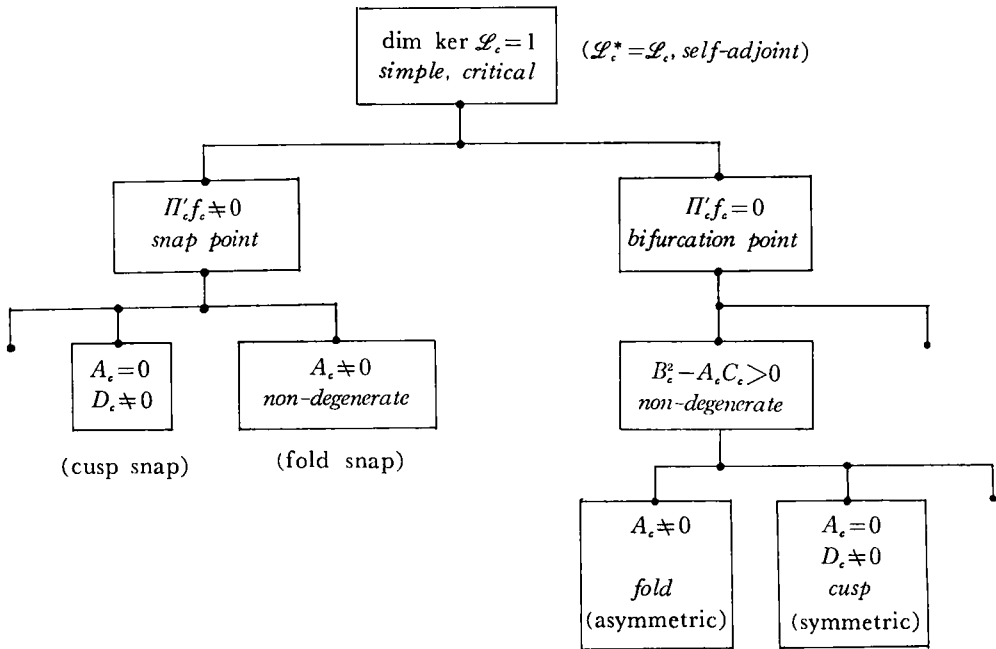 dim ker ℒ_c = 1
simple, critical
(ℒ_c^* = ℒ_c, self-adjoint)
Π'_c f_c ≠ 0
snap point
Π'_c f_c = 0
bifurcation point
A_c = 0
D_c ≠ 0
(cusp snap)
A_c ≠ 0
non-degenerate
(fold snap)
B_c^2 − A_c C_c > 0
non-degenerate
A_c ≠ 0
fold
(asymmetric)
A_c = 0
D_c ≠ 0
cusp
(symmetric)